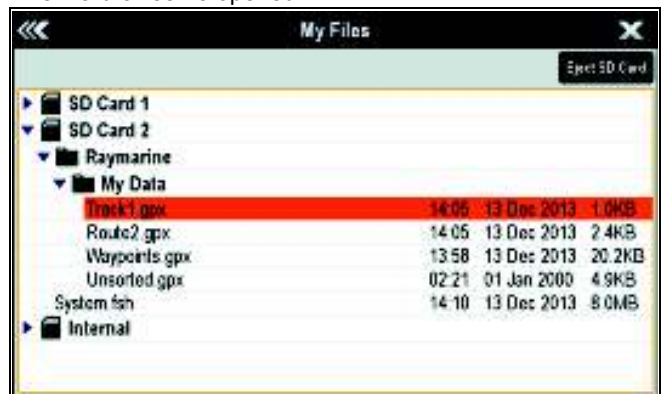 My Files
Eject SD Card
SD Card 1
SD Card 2
Raymarine
My Data
Track1.gpx 14:05 13 Dec 2013 1.0KB
Route2.gpx 14:05 13 Dec 2013 2.4KB
Waypoints.gpx 13:58 13 Dec 2013 20.2KB
Unsorted.gpx 02:21 01 Jan 2000 4.9KB
System.fsh 14:10 13 Dec 2013 8.0MB
Internal